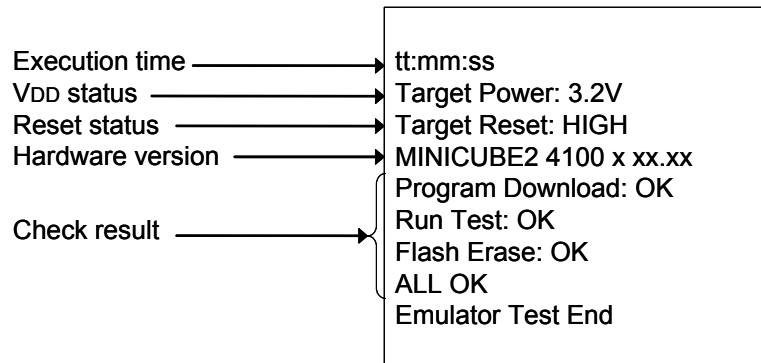 Execution time tt:mm:ss
VDD status Target Power: 3.2V
Reset status Target Reset: HIGH
Hardware version MINICUBE2 4100 x xx.xx
Program Download: OK
Check result Run Test: OK
Flash Erase: OK
ALL OK
Emulator Test End